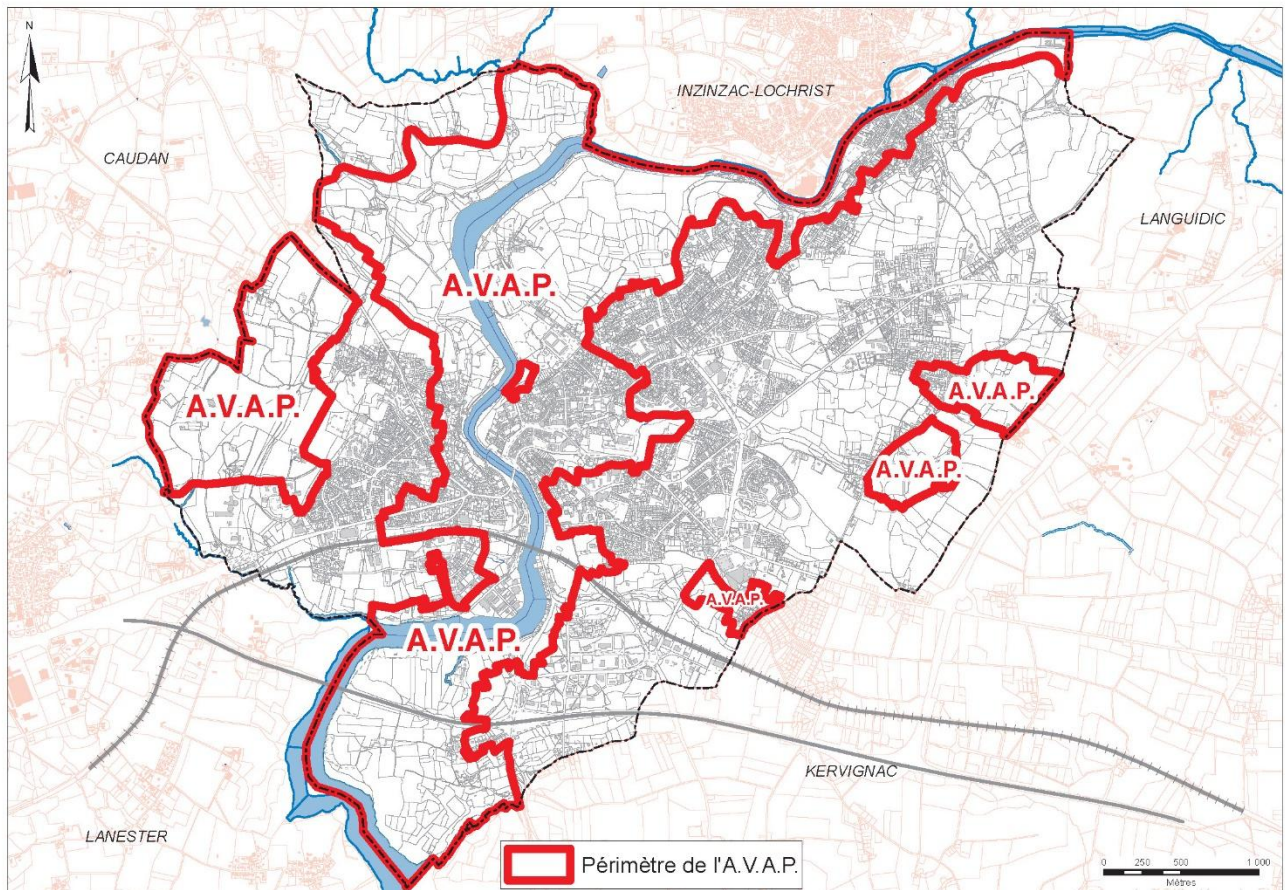 N
INZINZAC-LOCHRIST
CAUDAN
LANGUIDIC
A.V.A.P.
A.V.A.P.
A.V.A.P.
A.V.A.P.
A.V.A.P.
A.V.A.P.
KERVIGNAC
LANESTER
Périmètre de l'A.V.A.P.
0 250 500 1 000
Mètres